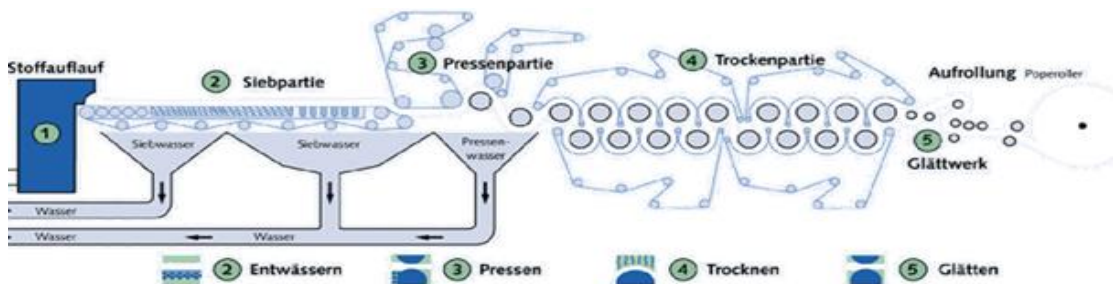 Stoffauflauf
1
2 Siebpartie
3 Pressenpartie
4 Trockenpartie
Aufrollung Poperoller
5
Glättwerk
Siebwasser
Siebwasser
Pressen-
wasser
Wasser
Wasser
Wasser
2 Entwässern
3 Pressen
4 Trocknen
5 Glätten